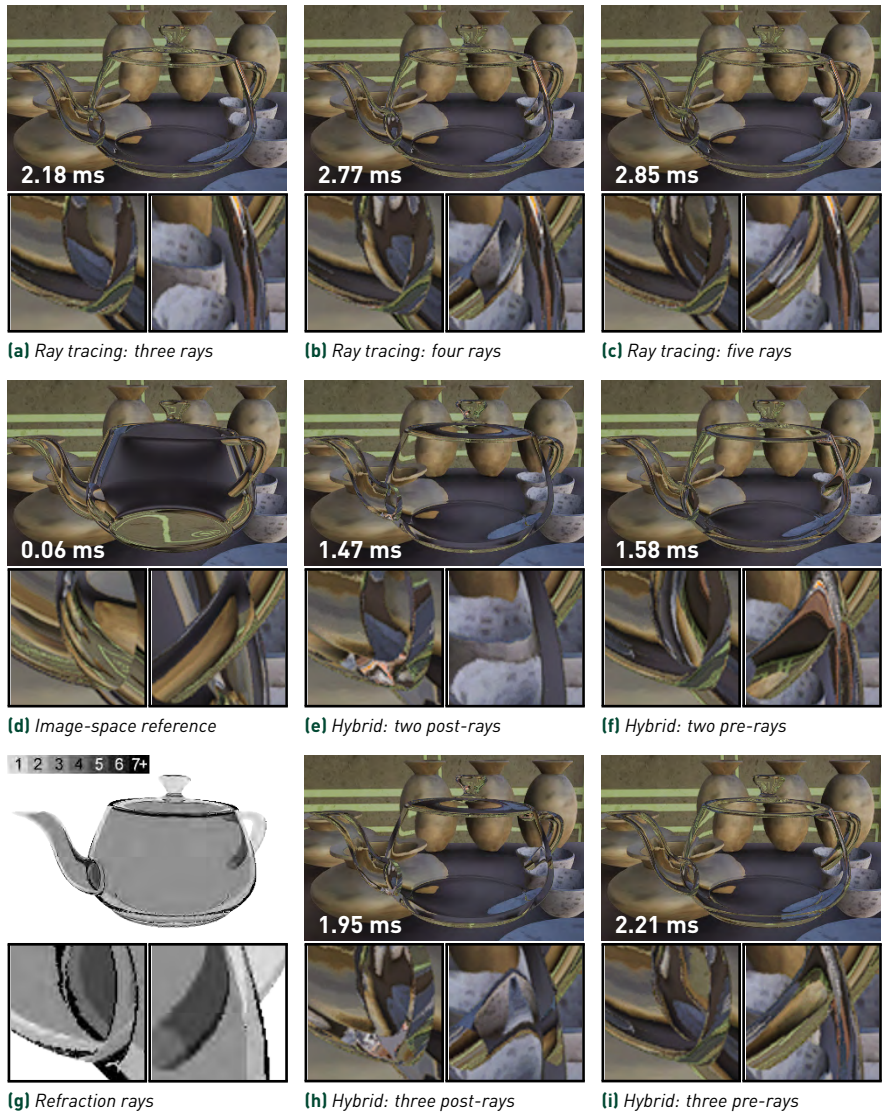 2.18 ms
2.77 ms
2.85 ms
(a) Ray tracing: three rays
(b) Ray tracing: four rays
(c) Ray tracing: five rays
0.06 ms
1.47 ms
1.58 ms
(d) Image-space reference
(e) Hybrid: two post-rays
(f) Hybrid: two pre-rays
1 2 3 4 5 6 7+
1.95 ms
2.21 ms
(g) Refraction rays
(h) Hybrid: three post-rays
(i) Hybrid: three pre-rays